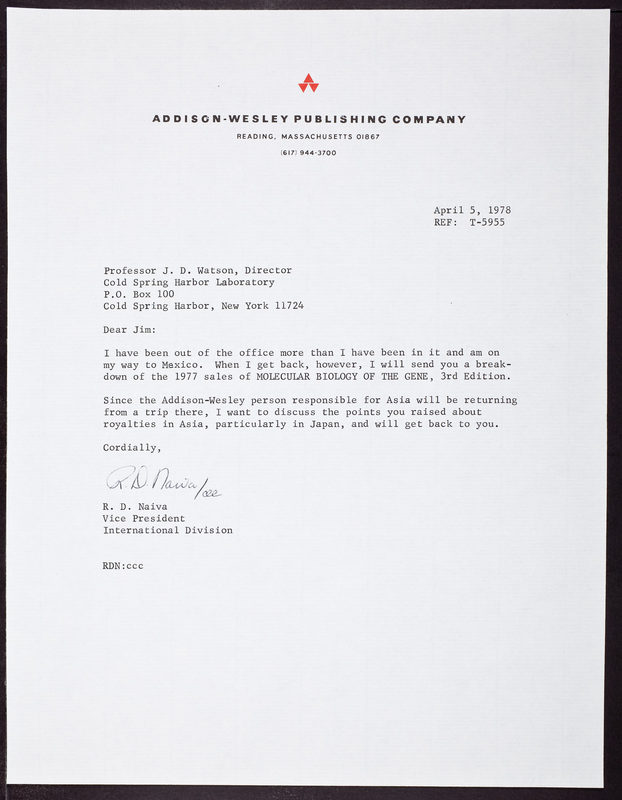 ADDISON-WESLEY PUBLISHING COMPANY
READING, MASSACHUSETTS 01867
(617) 944-3700
April 5, 1978
REF: T-5955
Professor J. D. Watson, Director
Cold Spring Harbor Laboratory
P.O. Box 100
Cold Spring Harbor, New York 11724
Dear Jim:
I have been out of the office more than I have been in it and am on
my way to Mexico. When I get back, however, I will send you a break-
down of the 1977 sales of MOLECULAR BIOLOGY OF THE GENE, 3rd Edition.
Since the Addison-Wesley person responsible for Asia will be returning
from a trip there, I want to discuss the points you raised about
royalties in Asia, particularly in Japan, and will get back to you.
Cordially,
R. D. Naiva
R. D. Naiva
Vice President
International Division
RDN:ccc